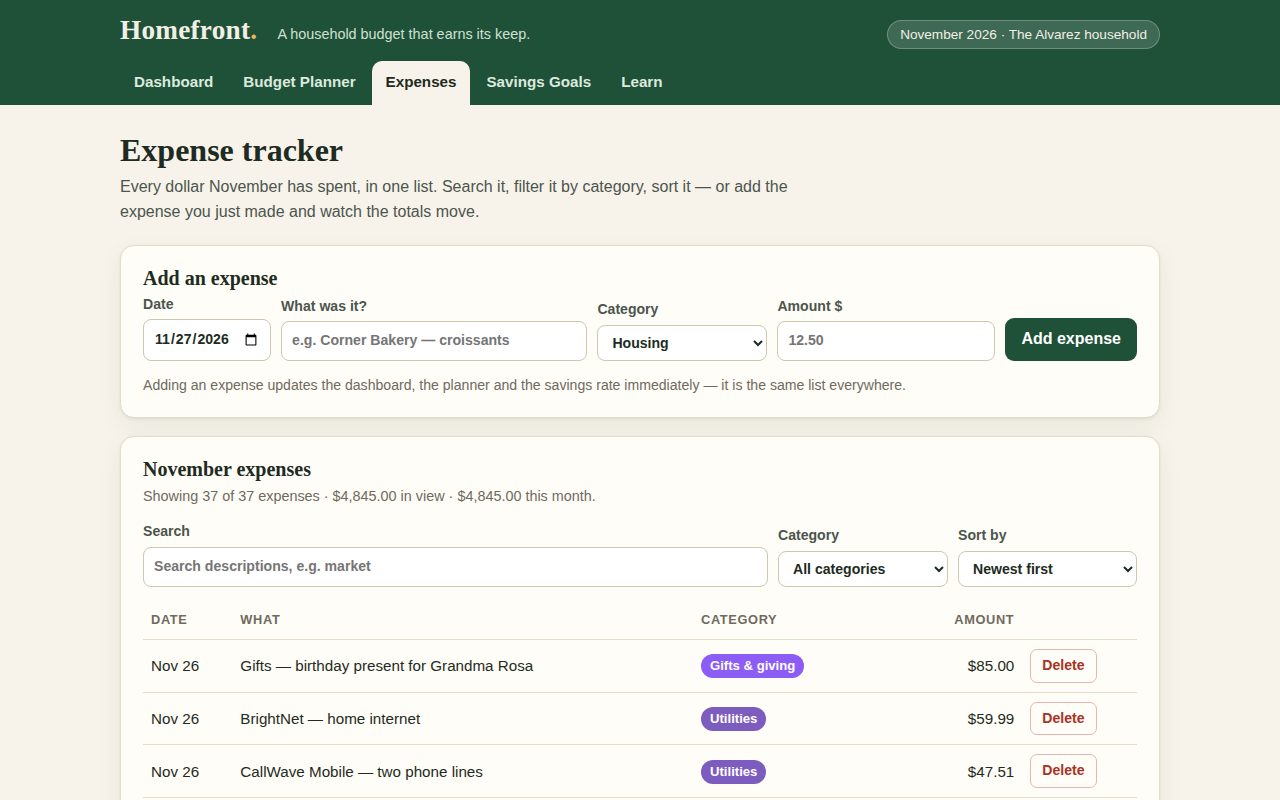 Homefront.
A household budget that earns its keep.
November 2026 · The Alvarez household
Dashboard
Budget Planner
Expenses
Savings Goals
Learn
Expense tracker
Every dollar November has spent, in one list. Search it, filter it by category, sort it — or add the
expense you just made and watch the totals move.
Add an expense
Date
What was it?
Category
Amount $
11/27/2026
e.g. Corner Bakery — croissants
Housing
12.50
Add expense
Adding an expense updates the dashboard, the planner and the savings rate immediately — it is the same list everywhere.
November expenses
Showing 37 of 37 expenses · $4,845.00 in view · $4,845.00 this month.
Search
Category
Sort by
Search descriptions, e.g. market
All categories
Newest first
DATE WHAT CATEGORY AMOUNT
Nov 26 Gifts — birthday present for Grandma Rosa Gifts & giving $85.00 Delete
Nov 26 BrightNet — home internet Utilities $59.99 Delete
Nov 26 CallWave Mobile — two phone lines Utilities $47.51 Delete